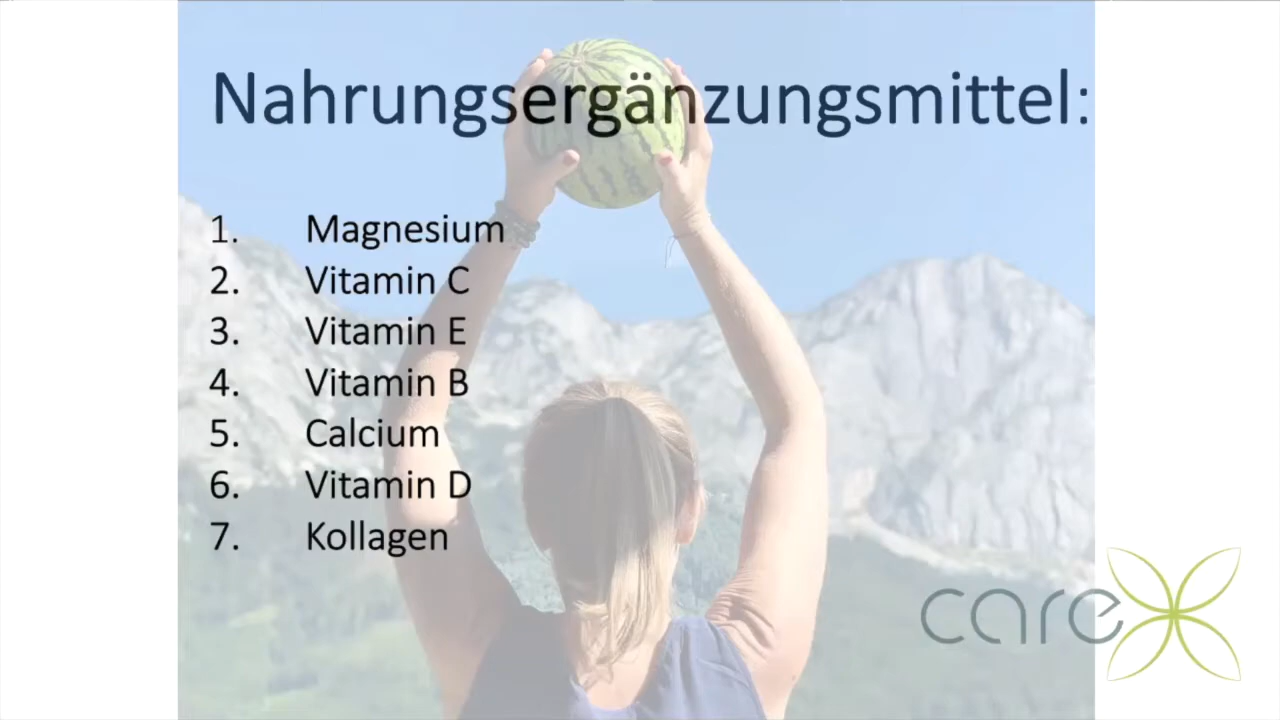 Nahrungsergänzungsmittel:
1. Magnesium
2. Vitamin C
3. Vitamin E
4. Vitamin B
5. Calcium
6. Vitamin D
7. Kollagen
care